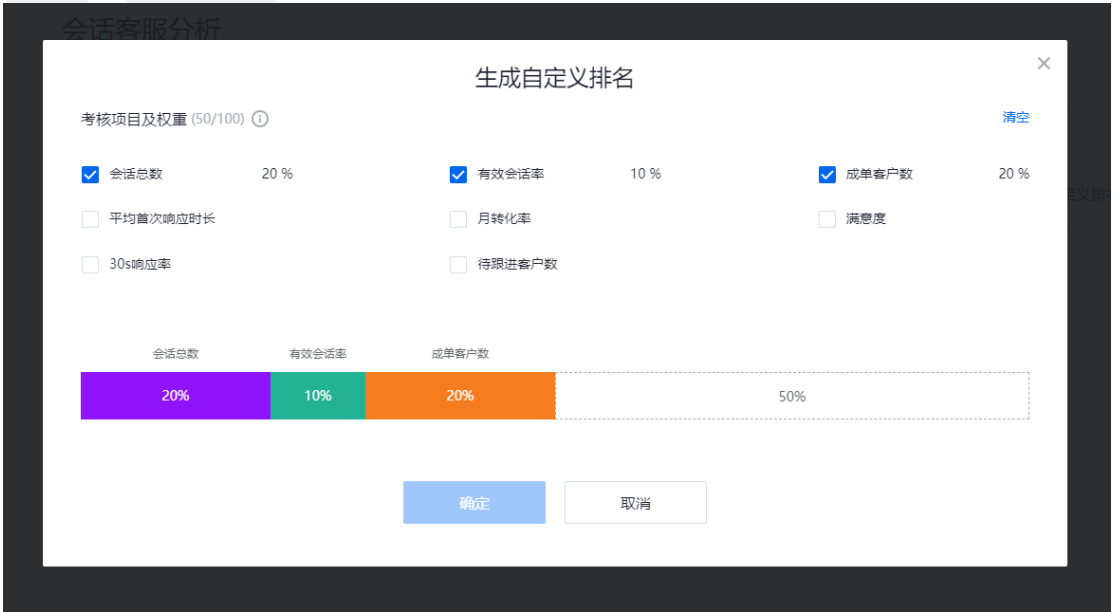 会话客服分析
生成自定义排名
考核项目及权重 (50/100)
清空
会话总数 20 % 有效会话率 10 % 成单客户数 20 %
平均首次响应时长 月转化率 满意度
30s响应率 待跟进客户数
会话总数 有效会话率 成单客户数
20% 10% 20% 50%
确定 取消
定义排名